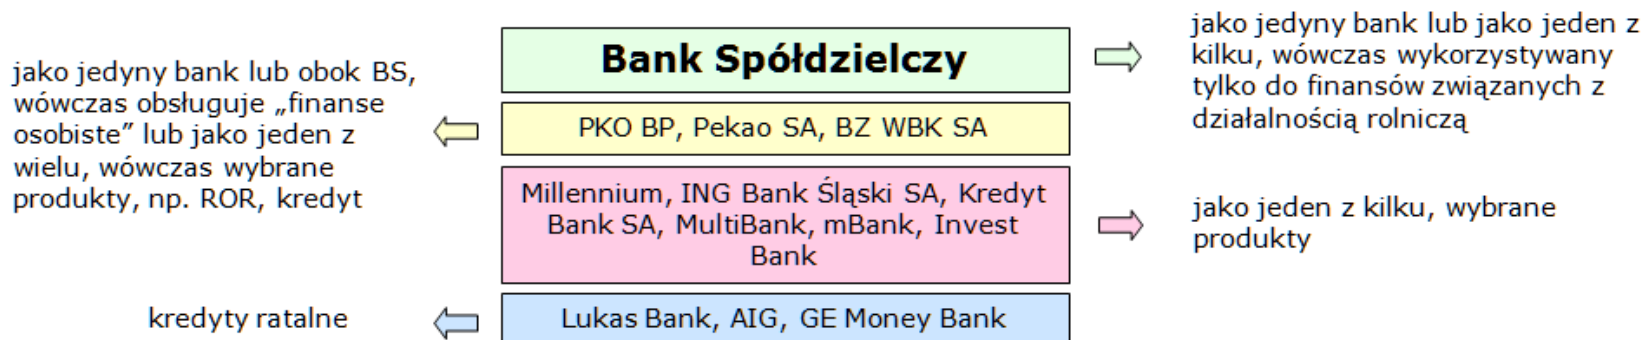 Bank Spółdzielczy
jako jedyny bank lub jako jeden z
kilku, wówczas wykorzystywany
tylko do finansów związanych z
działalnością rolniczą
jako jedyny bank lub obok BS,
wówczas obsługuje „finanse
osobiste” lub jako jeden z
wielu, wówczas wybrane
produkty, np. ROR, kredyt
PKO BP, Pekao SA, BZ WBK SA
Millennium, ING Bank Śląski SA, Kredyt
Bank SA, MultiBank, mBank, Invest
Bank
jako jeden z kilku, wybrane
produkty
kredyty ratalne
Lukas Bank, AIG, GE Money Bank